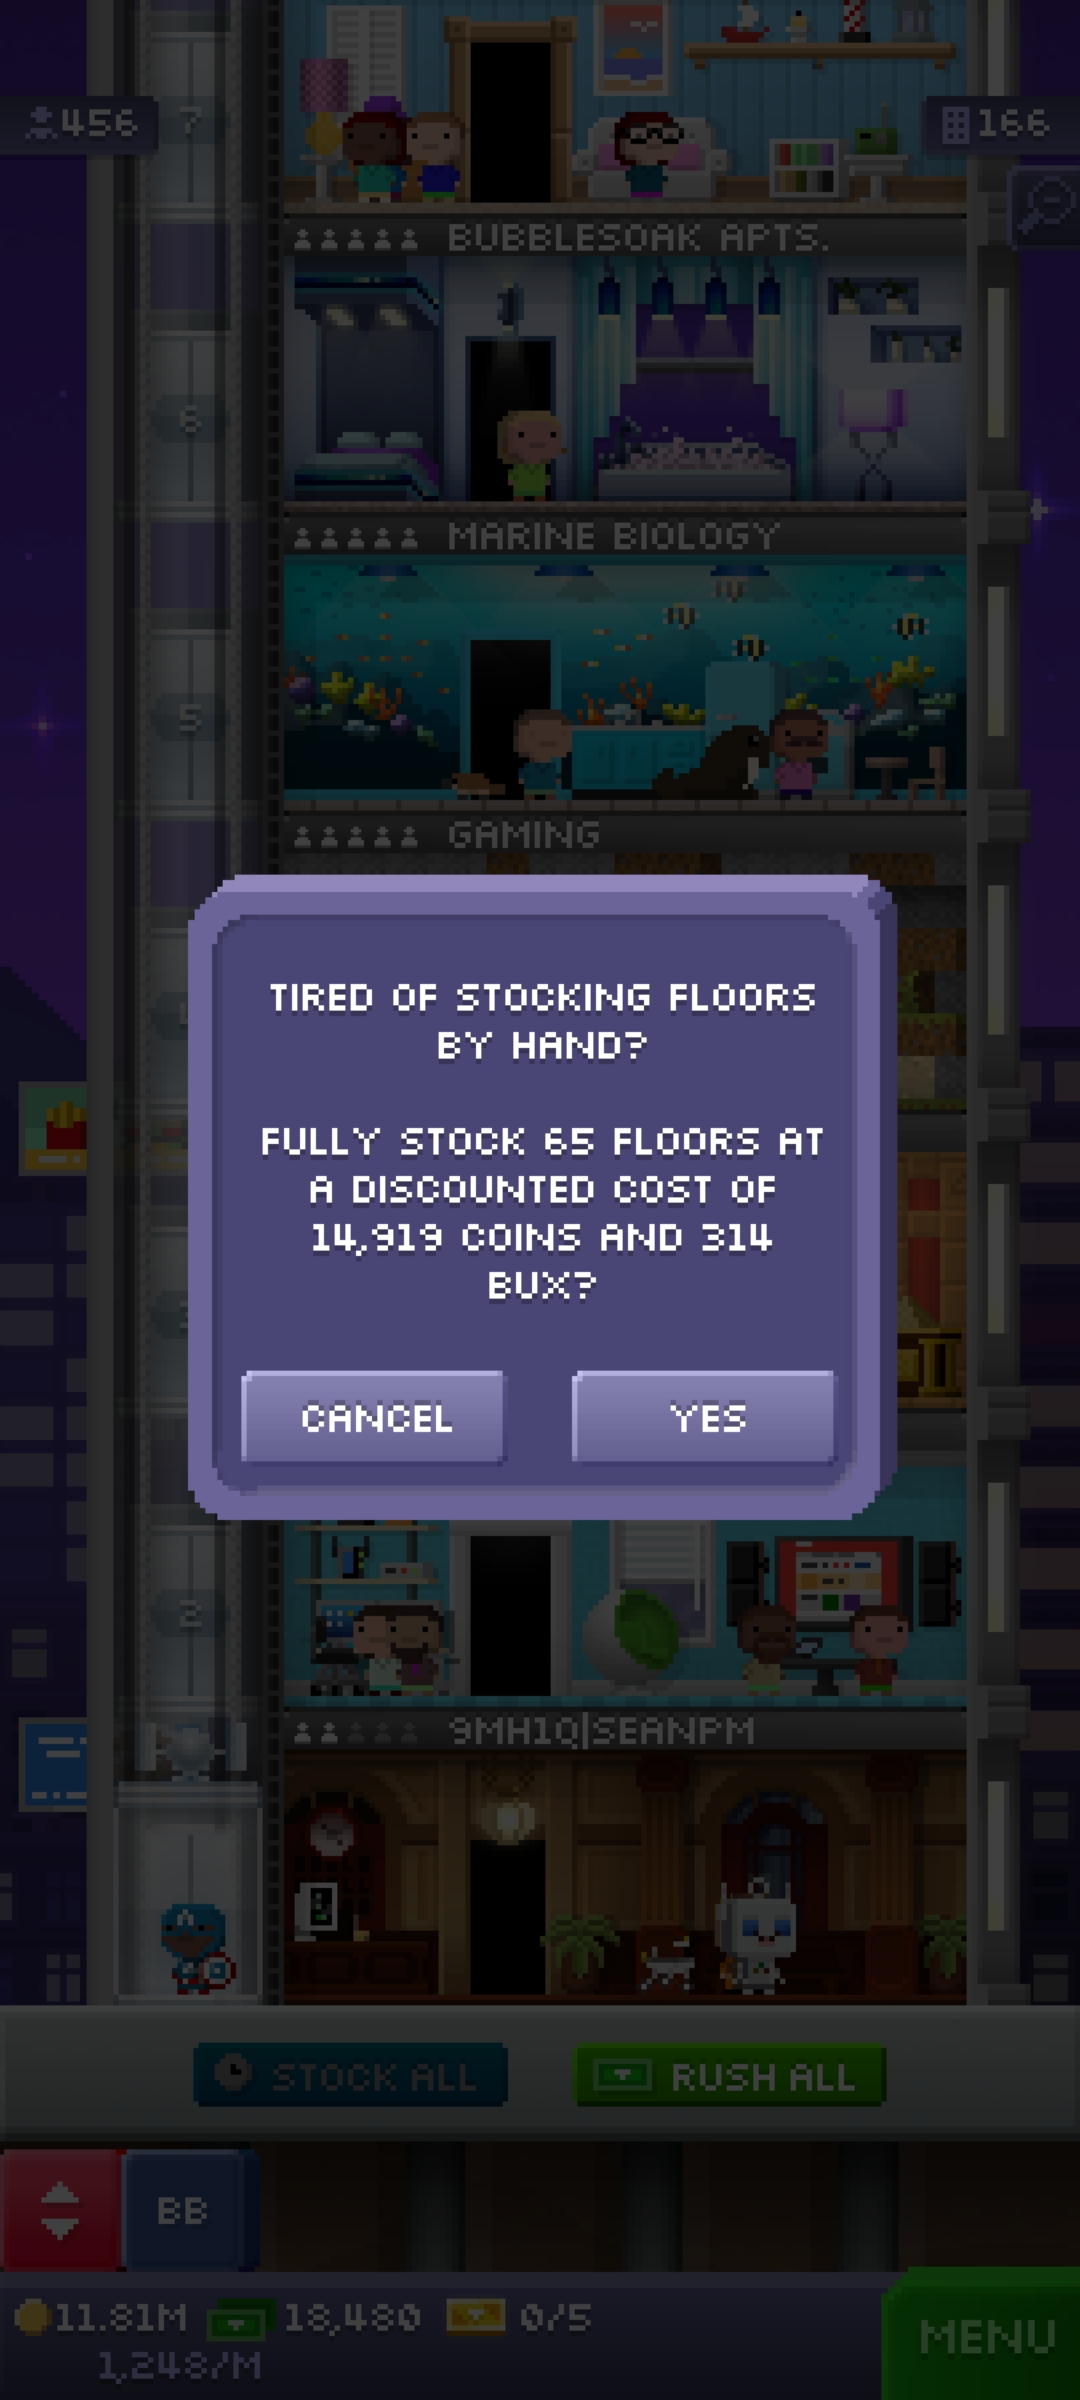 456
7
166
BUBBLESOAK APTS.
6
MARINE BIOLOGY
5
GAMING
TIRED OF STOCKING FLOORS
BY HAND?
FULLY STOCK 65 FLOORS AT
A DISCOUNTED COST OF
14,919 COINS AND 314
BUX?
CANCEL
YES
2
9MH1Q|SEANPM
STOCK ALL
RUSH ALL
BB
11.81M
18,480
0/5
1,248/M
MENU